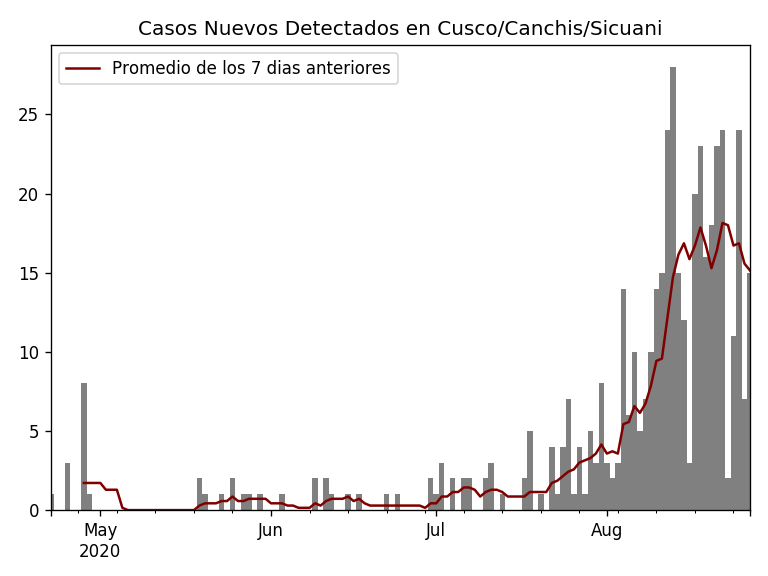 Casos Nuevos Detectados en Cusco/Canchis/Sicuani
Promedio de los 7 dias anteriores
25
20
15
10
5
0
May Jun Jul Aug
2020